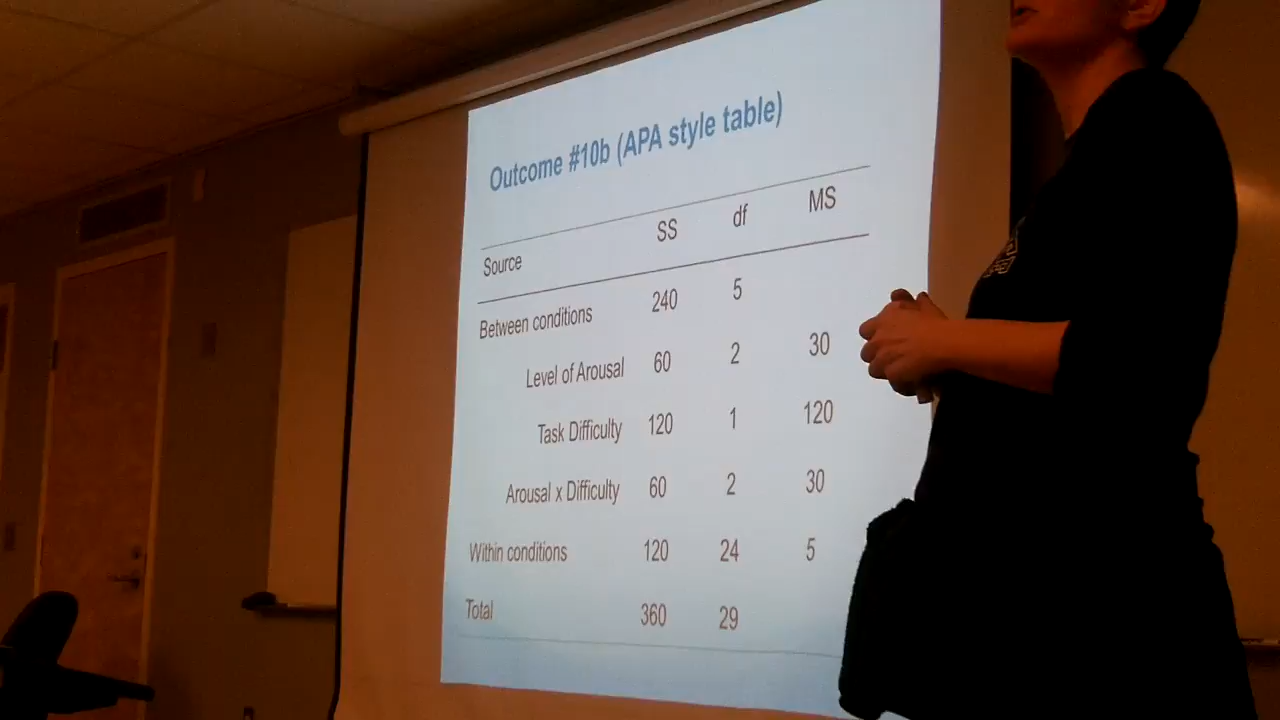 Outcome #10b (APA style table)
Source SS df MS
Between conditions 240 5
Level of Arousal 60 2 30
Task Difficulty 120 1 120
Arousal x Difficulty 60 2 30
Within conditions 120 24 5
Total 360 29